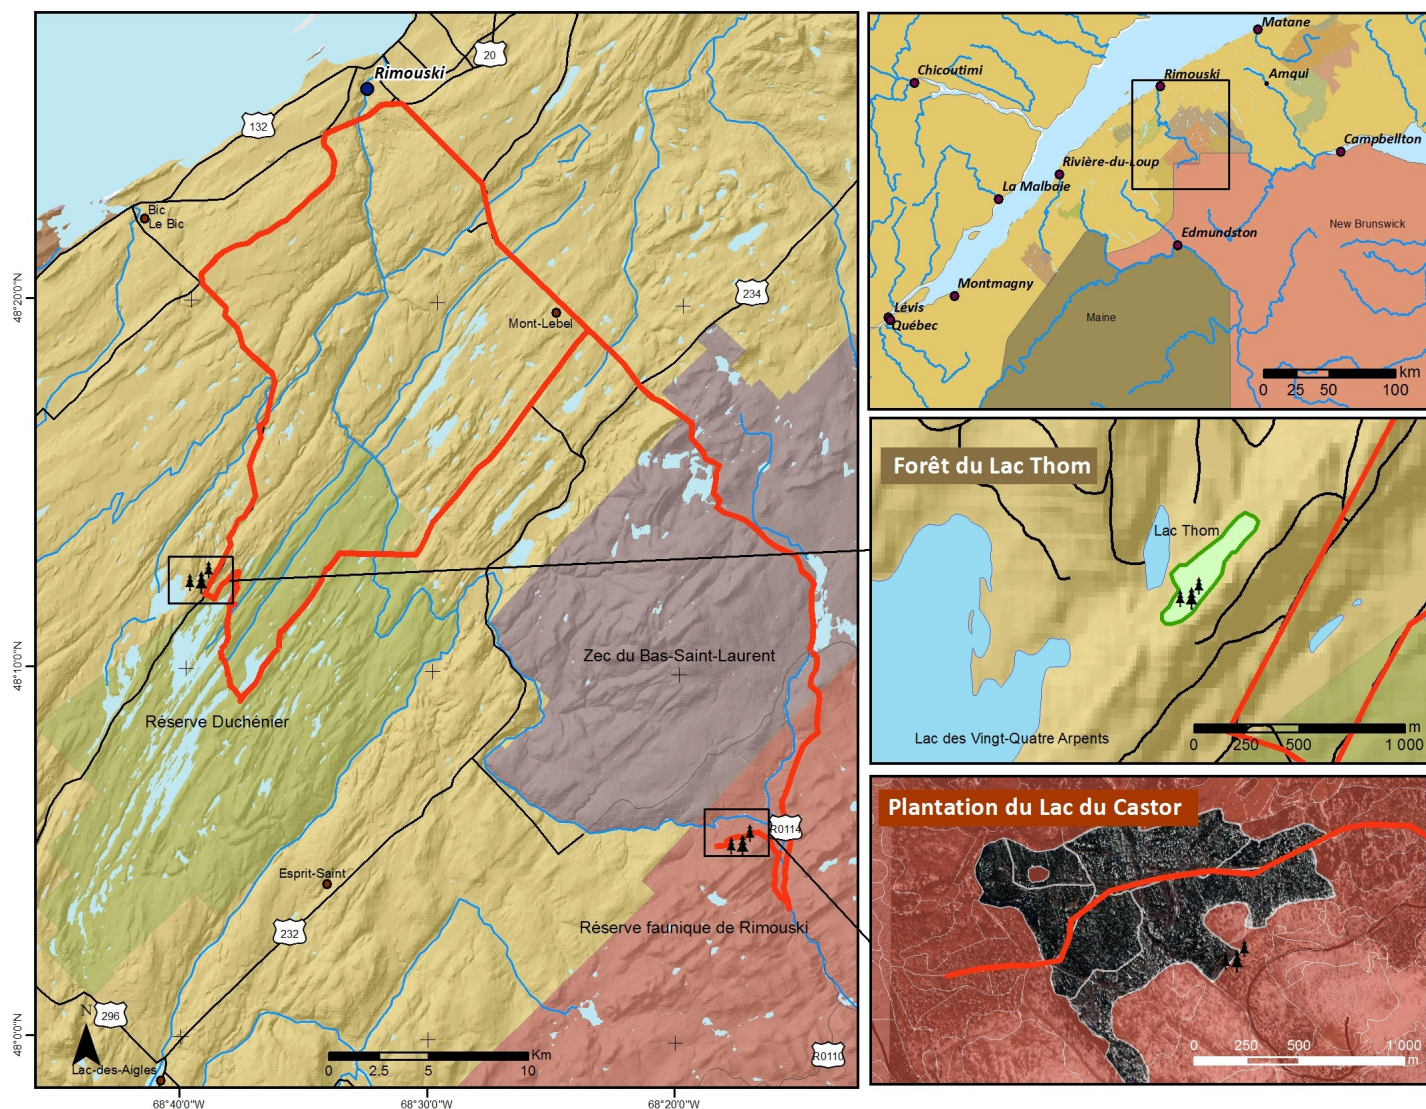 Rimouski
20
132
Bic
Le Bic
234
Mont-Lebel
Zec du Bas-Saint-Laurent
Réserve Duchénier
R0114
Esprit-Saint
Réserve faunique de Rimouski
232
296
N
Lac-des-Aigles
R0110
Km
0 2.5 5 10
48°20'0"N
48°10'0"N
48°0'0"N
68°40'0"W
68°30'0"W
68°20'0"W
Matane
Chicoutimi
Rimouski
Amqui
Campbellton
Rivière-du-Loup
La Malbaie
New Brunswick
Edmundston
Montmagny
Lévis
Québec
Maine
km
0 25 50 100
Forêt du Lac Thom
Lac Thom
Lac des Vingt-Quatre Arpents
m
0 250 500 1 000
Plantation du Lac du Castor
0 250 500 1 000
m